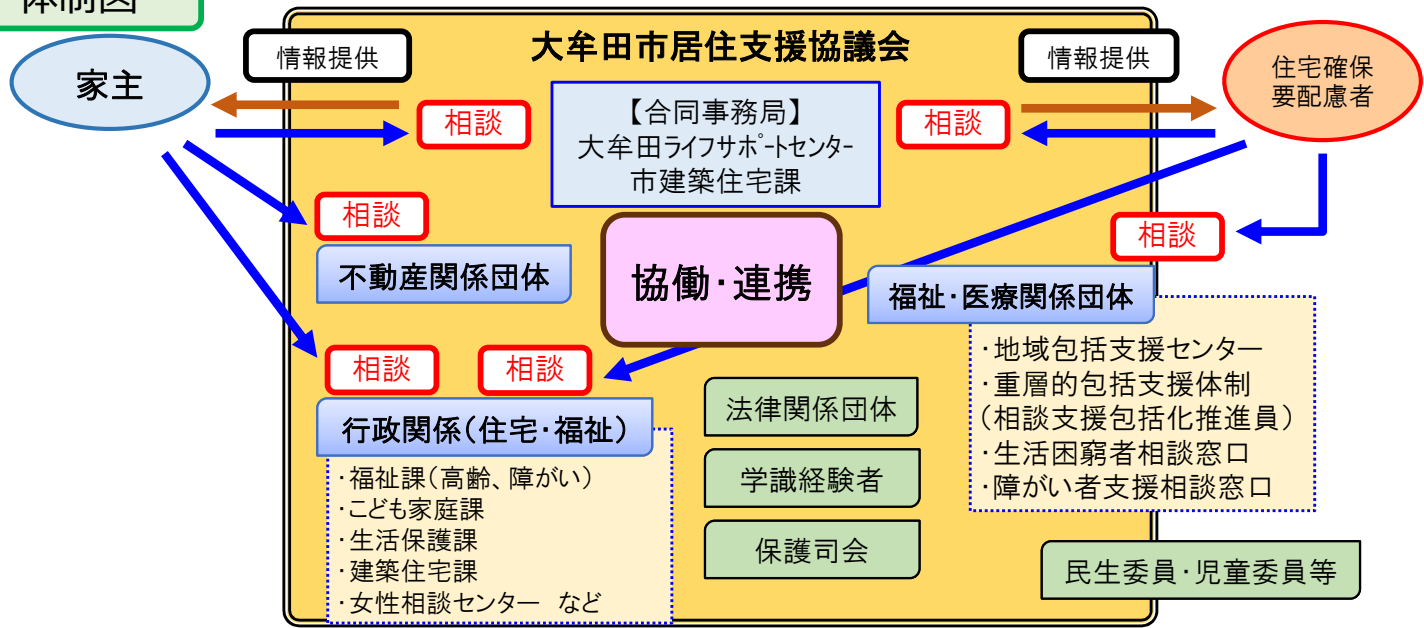 体制図
大牟田市居住支援協議会
家主
情報提供
情報提供
住宅確保
要配慮者
相談
【合同事務局】
大牟田ライフサポートセンター
市建築住宅課
相談
相談
相談
不動産関係団体
協働・連携
福祉・医療関係団体
・地域包括支援センター
・重層的包括支援体制
(相談支援包括化推進員)
・生活困窮者相談窓口
・障がい者支援相談窓口
相談
相談
行政関係(住宅・福祉)
・福祉課(高齢、障がい)
・こども家庭課
・生活保護課
・建築住宅課
・女性相談センター など
法律関係団体
学識経験者
保護司会
民生委員・児童委員等